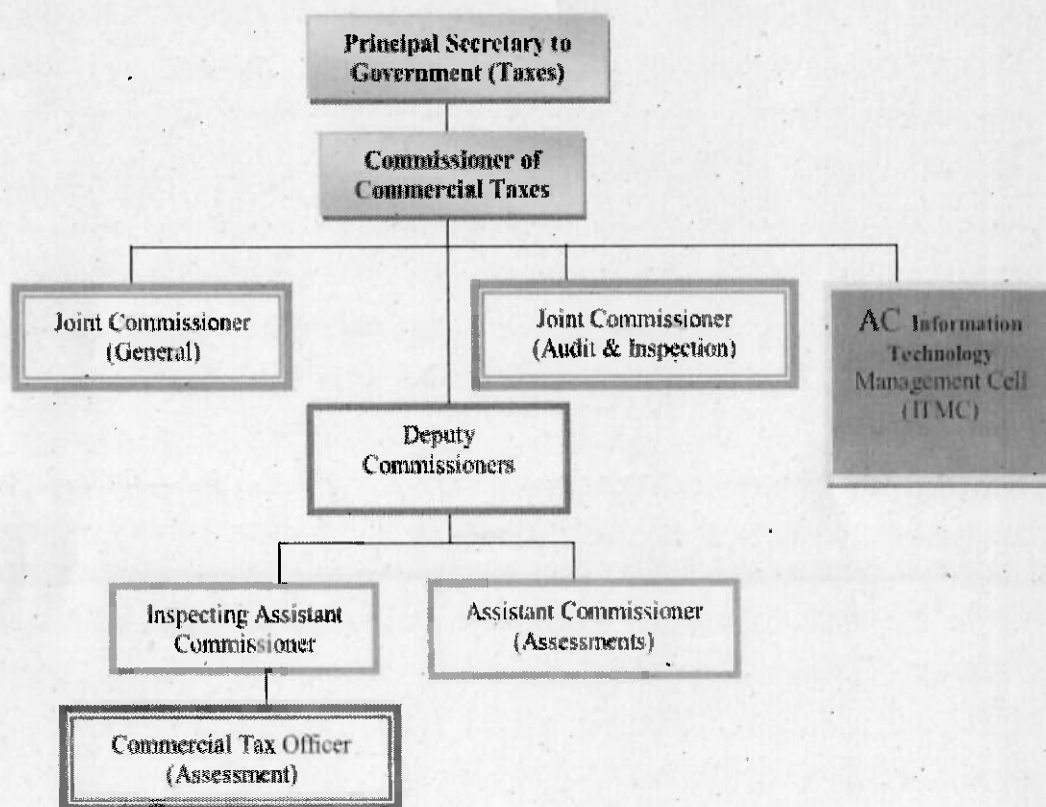 Principal Secretary to
Government (Taxes)
Commissioner of
Commercial Taxes
Joint Commissioner
(General)
Joint Commissioner
(Audit & Inspection)
AC Information
Technology
Management Cell
(ITMC)
Deputy
Commissioners
Inspecting Assistant
Commissioner
Assistant Commissioner
(Assessments)
Commercial Tax Officer
(Assessment)